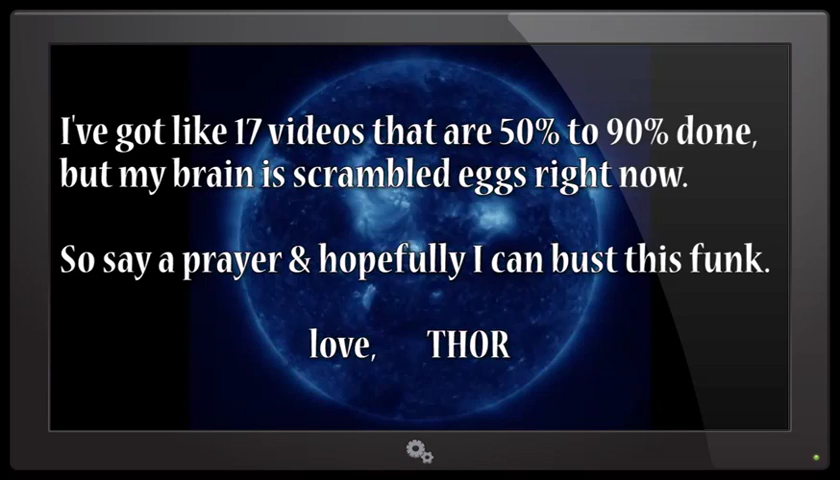 I've got like 17 videos that are 50% to 90% done,
but my brain is scrambled eggs right now.
So say a prayer & hopefully I can bust this funk.
love, THOR